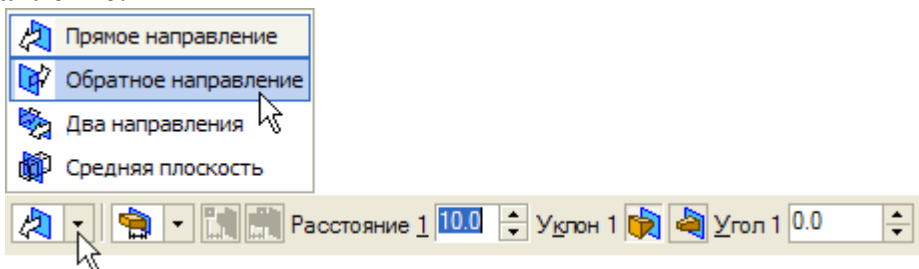 Прямое направление
Обратное направление
Два направления
Средняя плоскость
Расстояние 1 10.0 Уклон 1 Угол 1 0.0